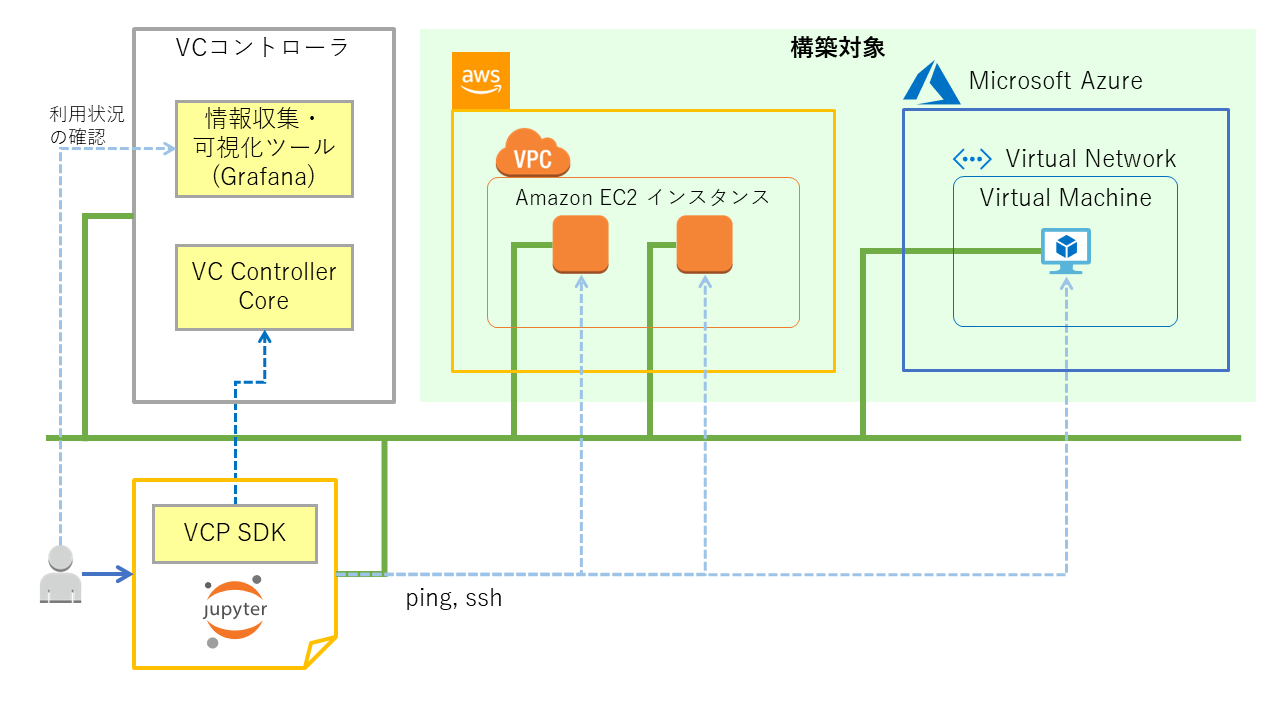 VCコントローラ
利用状況
の確認
情報収集・
可視化ツール
(Grafana)
VC Controller
Core
構築対象
aws
Microsoft Azure
VPC
Virtual Network
Amazon EC2 インスタンス
Virtual Machine
VCP SDK
jupyter
ping, ssh